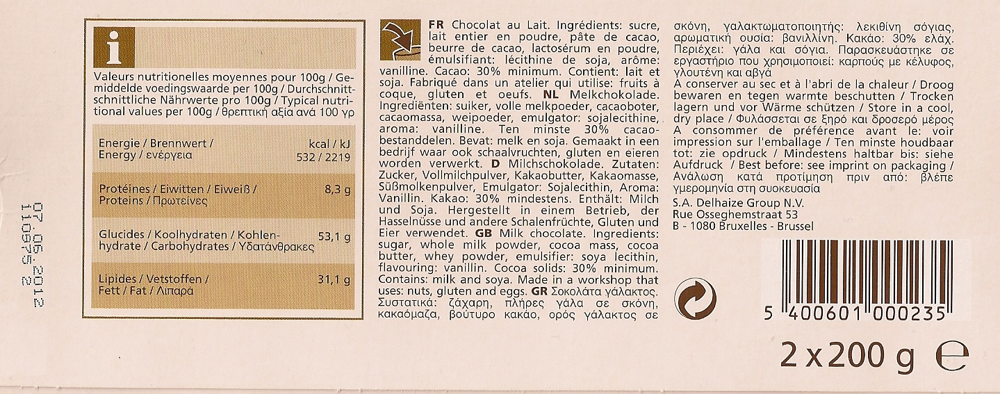 i
Valeurs nutritionelles moyennes pour 100g / Ge-
middelde voedingswaarde per 100g / Durchschnitt-
schnittliche Nährwerte pro 100g / Typical nutri-
tional values per 100g / θρεπτική αξία ανά 100 γρ
Energie / Brennwert / kcal / kJ
Energy / ενέργεια 532 / 2219
Protéines / Eiwitten / Eiweiß / 8,3 g
Proteins / Πρωτείνες
Glucides / Koolhydraten / Kohlen- 53,1 g
hydrate / Carbohydrates / Υδατάνθρακες
Lipides / Vetstoffen / 31,1 g
Fett / Fat / Λιπαρά
07.06.2012
110975 2
FR Chocolat au Lait. Ingrédients: sucre,
lait entier en poudre, pâte de cacao,
beurre de cacao, lactosérum en poudre,
émulsifiant: lécithine de soja, arôme:
vanilline. Cacao: 30% minimum. Contient: lait et
soja. Fabriqué dans un atelier qui utilise: fruits à
coque, gluten et oeufs. NL Melkchokolade.
Ingrediënten: suiker, volle melkpoeder, cacaoboter,
cacaomassa, weipoeder, emulgator: sojalecithine,
aroma: vanilline. Ten minste 30% cacao-
bestanddelen. Bevat: melk en soja. Gemaakt in een
bedrijf waar ook schaalvruchten, gluten en eieren
worden verwerkt. D Milchschokolade. Zutaten:
Zucker, Vollmilchpulver, Kakaobutter, Kakaomasse,
Süßmolkenpulver, Emulgator: Sojalecithin, Aroma:
Vanillin. Kakao: 30% mindestens. Enthält: Milch
und Soja. Hergestellt in einem Betrieb, der
Hasselnüsse und andere Schalenfrüchte, Gluten und
Eier verwendet. GB Milk chocolate. Ingredients:
sugar, whole milk powder, cocoa mass, cocoa
butter, whey powder, emulsifier: soya lecithin,
flavouring: vanillin. Cocoa solids: 30% minimum.
Contains: milk and soya. Made in a workshop that
uses: nuts, gluten and eggs. GR Σοκολάτα γάλακτος.
Συστατικά: ζάχαρη, πλήρες γάλα σε σκόνη,
κακαόμαζα, βούτυρο κακάο, ορός γάλακτος σε
σκόνη, γαλακτωματοποιητής: λεκιθίνη σόγιας,
αρωματική ουσία: βανιλλίνη. Κακάο: 30% ελάχ.
Περιέχει: γάλα και σόγια. Παρασκευάστηκε σε
εργαστήριο που χρησιμοποιεί: καρπούς με κέλυφος,
γλουτένη και αβγά
A conserver au sec et à l'abri de la chaleur / Droog
bewaren en tegen warmte beschutten / Trocken
lagern und vor Wärme schützen / Store in a cool,
dry place / Φυλάσσεται σε ξηρό και δροσερό μέρος
A consommer de préférence avant le: voir
impression sur l'emballage / Ten minste houdbaar
tot: zie opdruck / Mindestens haltbar bis: siehe
Aufdruck / Best before: see imprint on packaging /
Ανάλωση κατά προτίμηση πριν από: βλέπε
γμερομηνία στη συοκευασία
S.A. Delhaize Group N.V.
Rue Osseghemstraat 53
B - 1080 Bruxelles - Brussel
5 400601 000235
2 x 200 g ℮